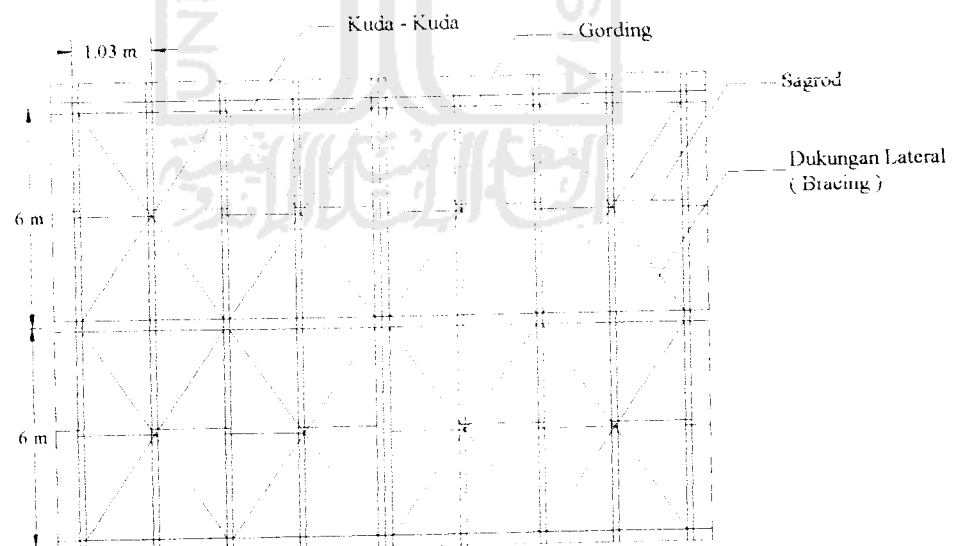 Kuda - Kuda
Gording
1.03 m
Sagrod
Dukungan Lateral
( Bracing )
6 m
6 m